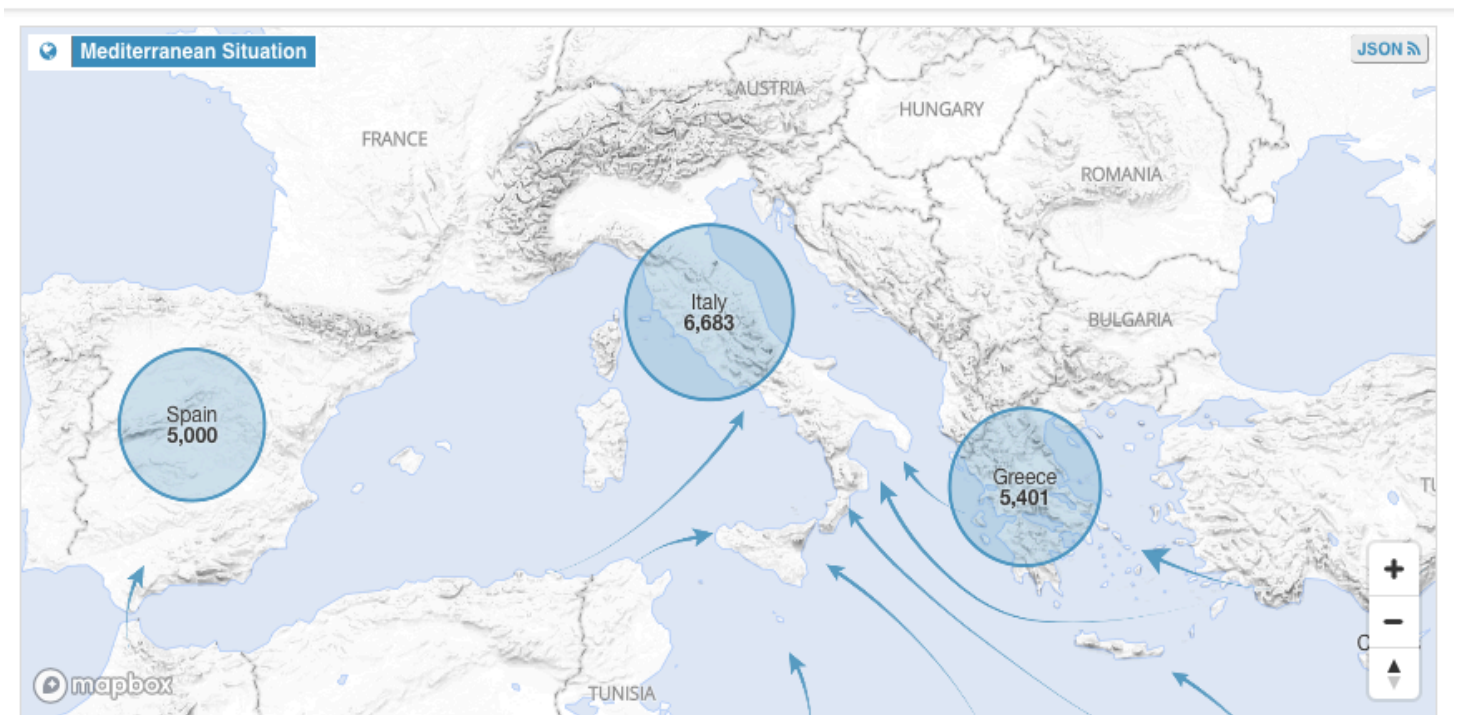 Mediterranean Situation
JSON
AUSTRIA
HUNGARY
FRANCE
ROMANIA
Italy
6,683
BULGARIA
Spain
5,000
Greece
5,401
TU
C
mapbox
TUNISIA